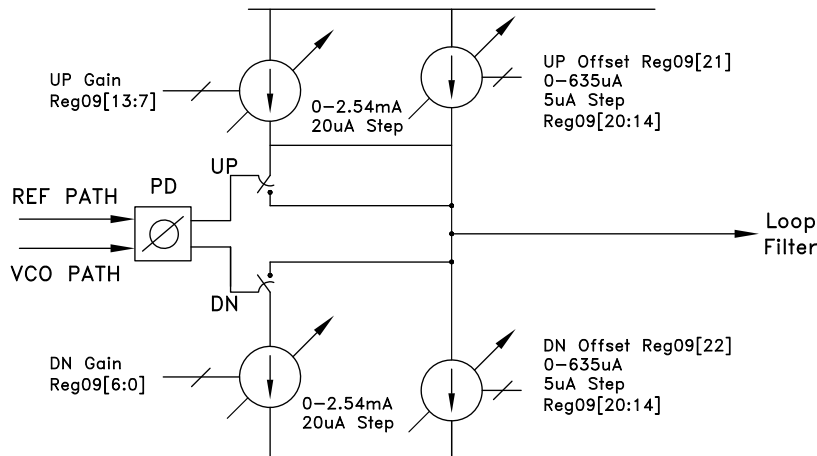 UP Gain
Reg09[13:7]
0-2.54mA
20uA Step
UP Offset Reg09[21]
0-635uA
5uA Step
Reg09[20:14]
UP
PD
REF PATH
VCO PATH
DN
Loop
Filter
DN Gain
Reg09[6:0]
0-2.54mA
20uA Step
DN Offset Reg09[22]
0-635uA
5uA Step
Reg09[20:14]